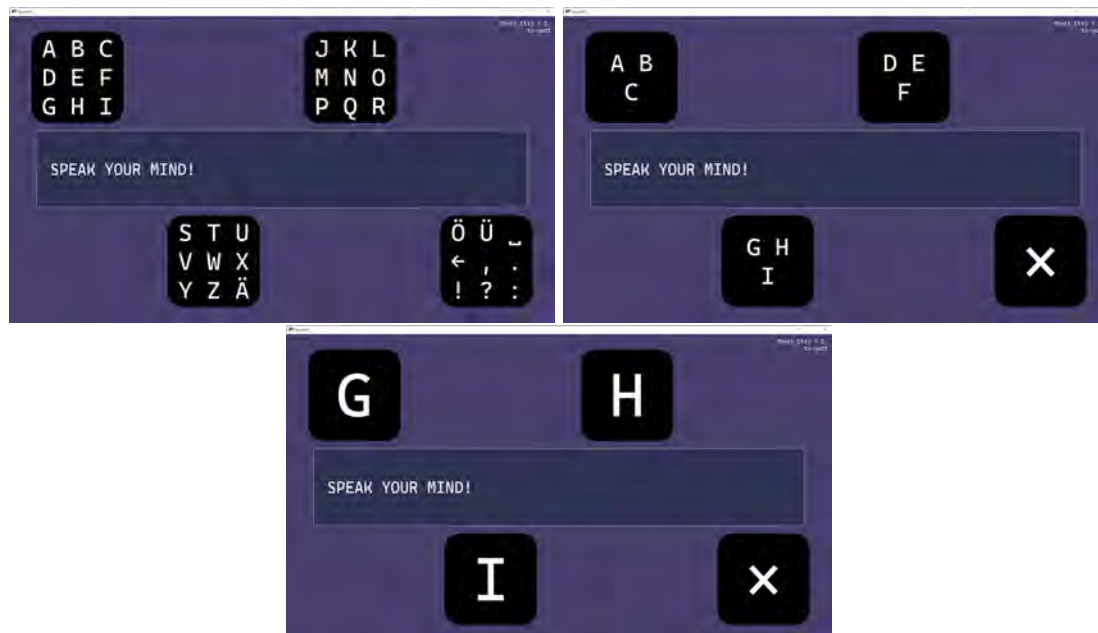 A B C
D E F
G H I
J K L
M N O
P Q R
SPEAK YOUR MIND!
S T U
V W X
Y Z Ä
Ö Ü ␣
← , .
! ? :
A B
C
D E
F
SPEAK YOUR MIND!
G H
I
×
G
H
SPEAK YOUR MIND!
I
×